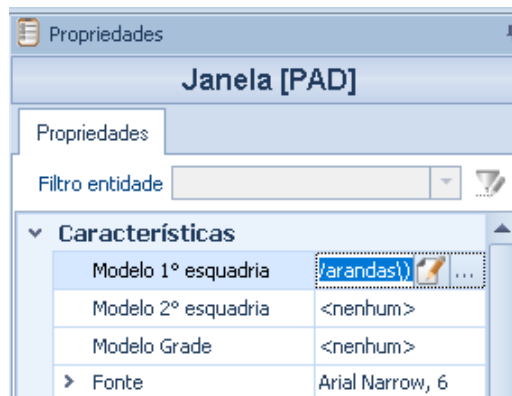 Propriedades
Janela [PAD]
Propriedades
Filtro entidade
Características
Modelo 1º esquadria /arandas\) ...
Modelo 2º esquadria <nenhum>
Modelo Grade <nenhum>
Fonte Arial Narrow, 6